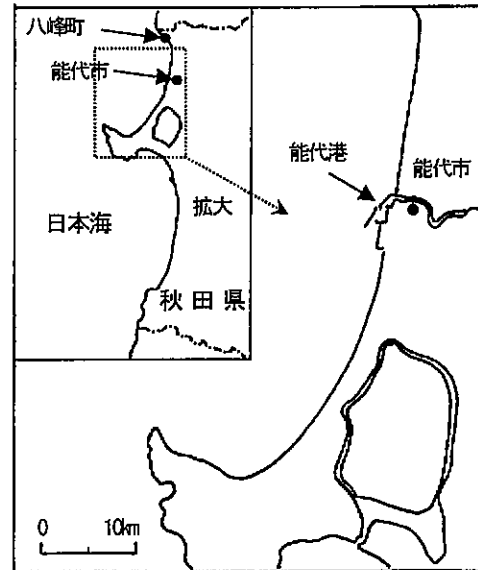 八峰町
能代市
日本海
拡大
秋田県
能代港
能代市
0 10km